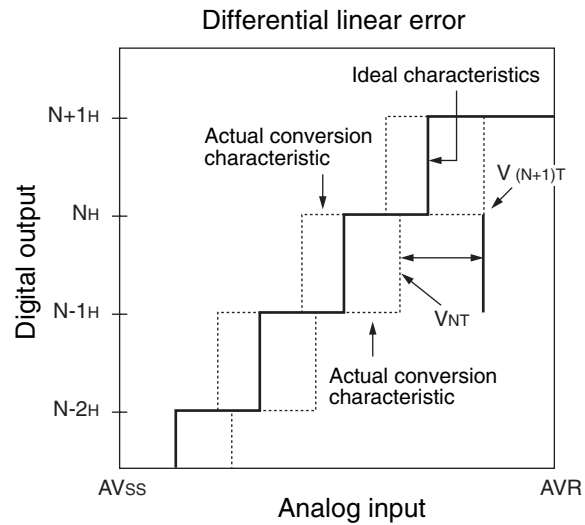 Differential linear error
Ideal characteristics
N+1H
Actual conversion
characteristic
V (N+1)T
NH
Digital output
N-1H
VNT
Actual conversion
characteristic
N-2H
AVSS
AVR
Analog input